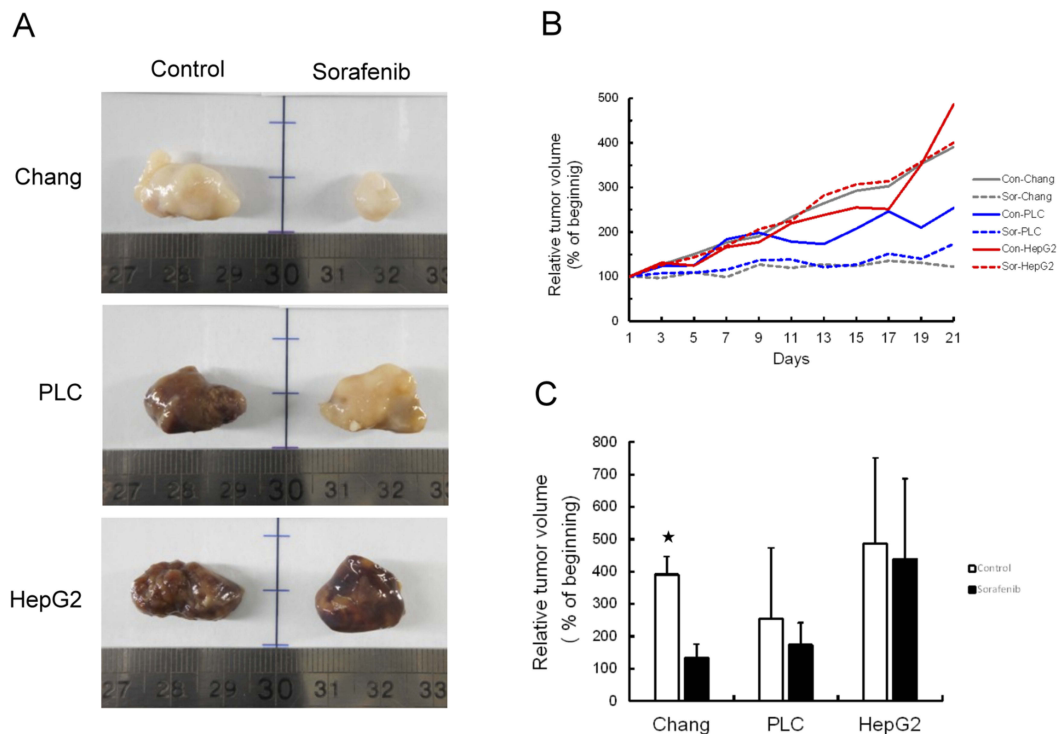 A
Control
Sorafenib
Chang
27 28 29 30 31 32 33
PLC
27 28 29 30 31 32 33
HepG2
27 28 29 30 31 32 33
B
Relative tumor volume
(% of beginnig)
500
400
300
200
100
0
1 3 5 7 9 11 13 15 17 19 21
Days
Con-Chang
Sor-Chang
Con-PLC
Sor-PLC
Con-HepG2
Sor-HepG2
C
Relative tumor volume
( % of beginning)
800
700
600
500
400
300
200
100
0
★
Chang PLC HepG2
Control
Sorafenib